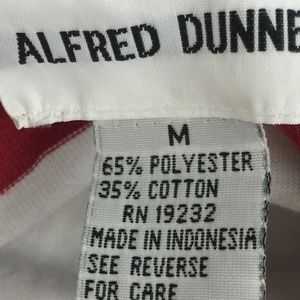 ALFRED DUNNE
M
65% POLYESTER
35% COTTON
RN 19232
MADE IN INDONESIA
SEE REVERSE
FOR CARE